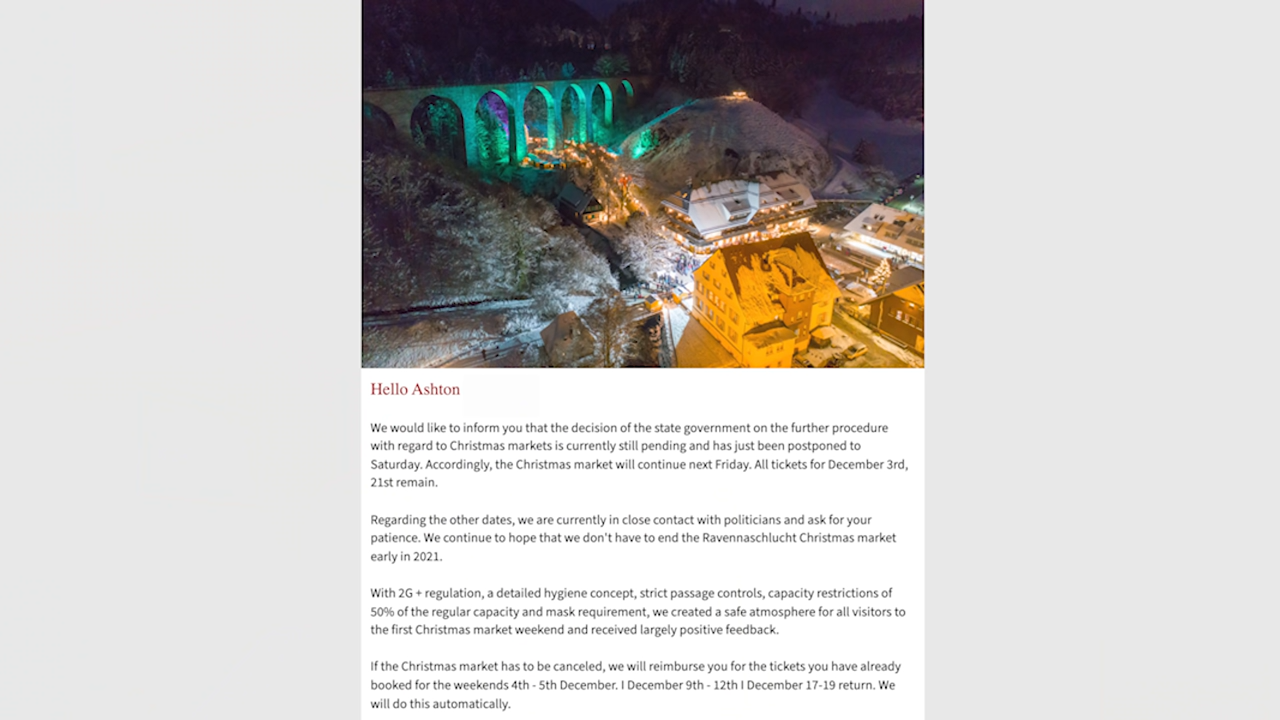 Hello Ashton
We would like to inform you that the decision of the state government on the further procedure
with regard to Christmas markets is currently still pending and has just been postponed to
Saturday. Accordingly, the Christmas market will continue next Friday. All tickets for December 3rd,
21st remain.
Regarding the other dates, we are currently in close contact with politicians and ask for your
patience. We continue to hope that we don't have to end the Ravennaschlucht Christmas market
early in 2021.
With 2G + regulation, a detailed hygiene concept, strict passage controls, capacity restrictions of
50% of the regular capacity and mask requirement, we created a safe atmosphere for all visitors to
the first Christmas market weekend and received largely positive feedback.
If the Christmas market has to be canceled, we will reimburse you for the tickets you have already
booked for the weekends 4th - 5th December. I December 9th - 12th I December 17-19 return. We
will do this automatically.